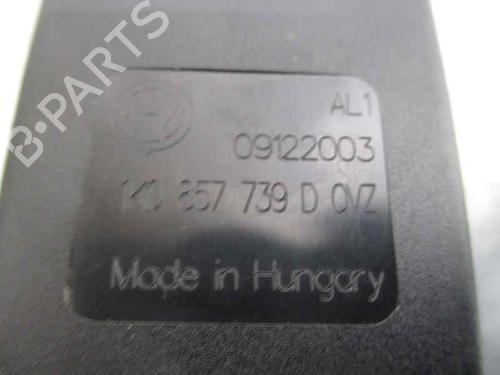 AL1
09122003
1K0 857 739 D 0VZ
Made in Hungary
B-PARTS